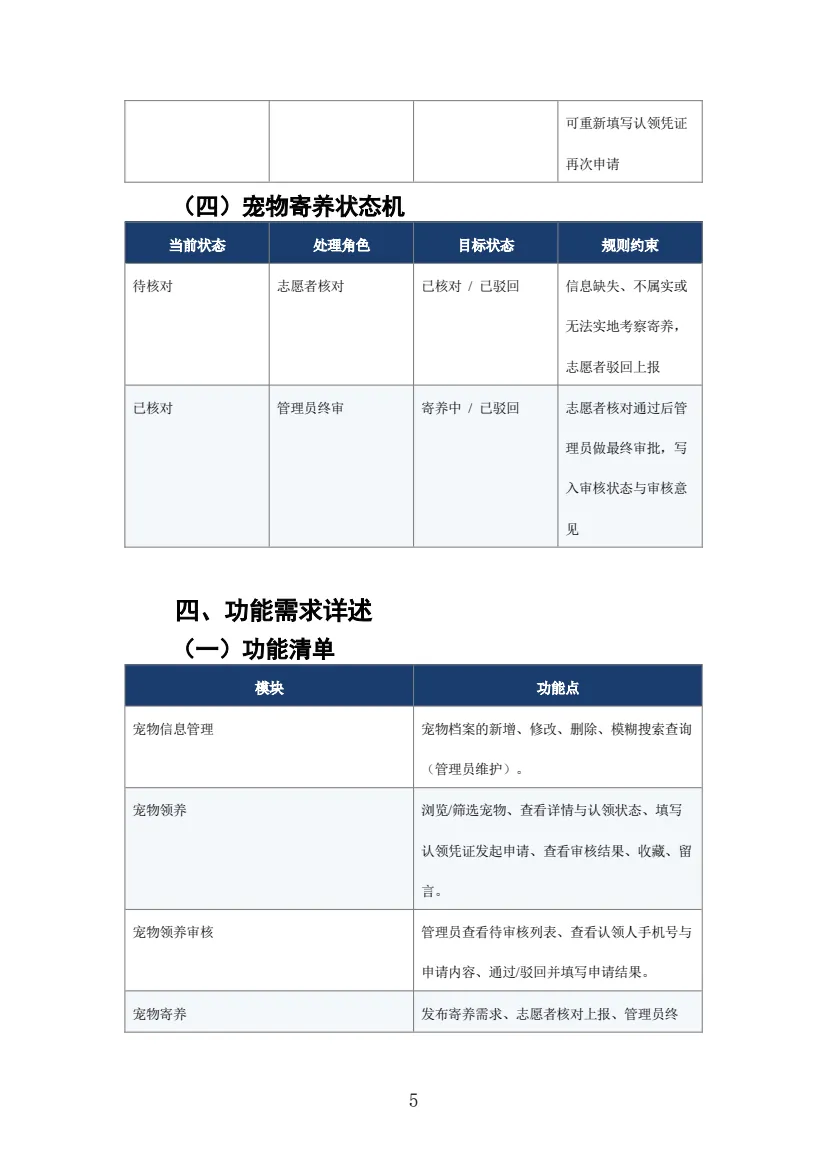 可重新填写认领凭证
再次申请
（四）宠物寄养状态机
当前状态 处理角色 目标状态 规则约束
待核对 志愿者核对 已核对 / 已驳回 信息缺失、不属实或
无法实地考察寄养，
志愿者驳回上报
已核对 管理员终审 寄养中 / 已驳回 志愿者核对通过后管
理员做最终审批，写
入审核状态与审核意
见
四、功能需求详述
（一）功能清单
模块 功能点
宠物信息管理 宠物档案的新增、修改、删除、模糊搜索查询
（管理员维护）。
宠物领养 浏览/筛选宠物、查看详情与认领状态、填写
认领凭证发起申请、查看审核结果、收藏、留
言。
宠物领养审核 管理员查看待审核列表、查看认领人手机号与
申请内容、通过/驳回并填写申请结果。
宠物寄养 发布寄养需求、志愿者核对上报、管理员终
5